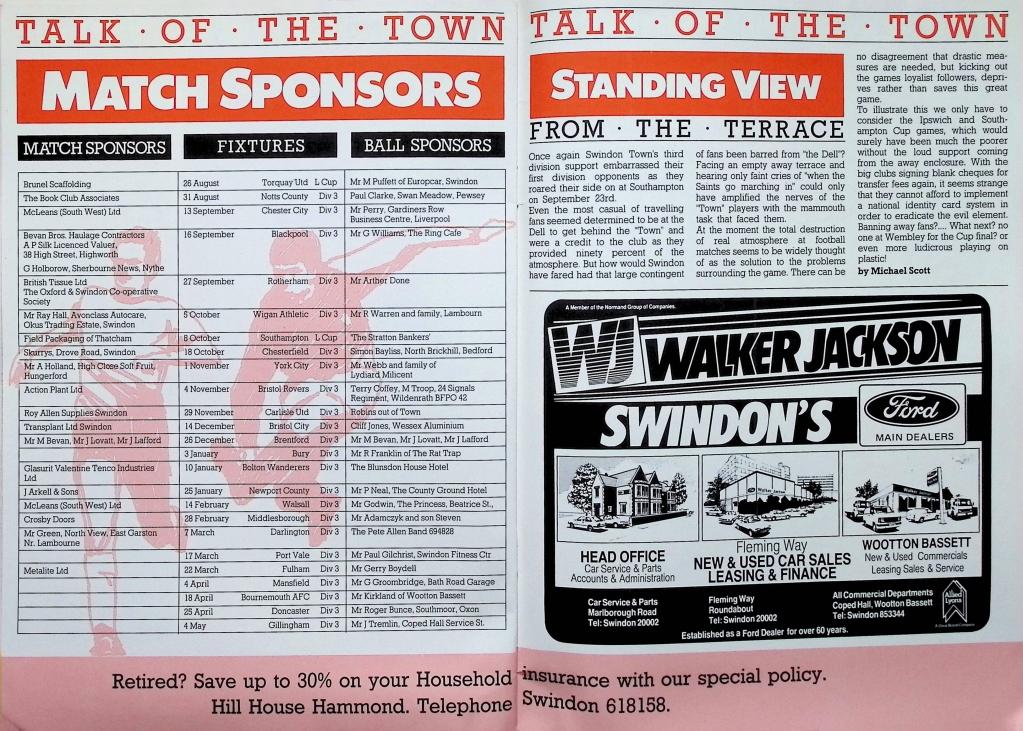 TALK · OF · THE · TOWN
MATCH SPONSORS
MATCH SPONSORS FIXTURES BALL SPONSORS
Brunel Scaffolding 26 August Torquay Utd L Cup Mr M Puffett of Europcar, Swindon
The Book Club Associates 31 August Notts County Div 3 Paul Clarke, Swan Meadow, Pewsey
McLeans (South West) Ltd 13 September Chester City Div 3 Mr Perry, Gardiners Row
Business Centre, Liverpool
Bevan Bros. Haulage Contractors 16 September Blackpool Div 3 Mr G Williams, The Ring Cafe
A P Silk Licenced Valuer,
38 High Street, Highworth
G Holborow, Sherbourne News, Nythe
British Tissue Ltd 27 September Rotherham Div 3 Mr Arther Done
The Oxford & Swindon Co-operative
Society
Mr Ray Hall, Avonclass Autocare, 5 October Wigan Athletic Div 3 Mr R Warren and family, Lambourn
Okus Trading Estate, Swindon
Field Packaging of Thatcham 8 October Southampton L Cup 'The Stratton Bankers'
Skurrys, Drove Road, Swindon 18 October Chesterfield Div 3 Simon Bayliss, North Brickhill, Bedford
Mr A Holland, High Close Soft Fruit, 1 November York City Div 3 Mr Webb and family of
Hungerford Lydiard Milicent
Action Plant Ltd 4 November Bristol Rovers Div 3 Terry Coffey, M Troop, 24 Signals
Regiment, Wildenrath BFPO 42
Roy Allen Supplies Swindon 29 November Carlisle Utd Div 3 Robins out of Town
Transplant Ltd Swindon 14 December Bristol City Div 3 Cliff Jones, Wessex Aluminium
Mr M Bevan, Mr J Lovatt, Mr J Lafford 26 December Brentford Div 3 Mr M Bevan, Mr J Lovatt, Mr J Lafford
3 January Bury Div 3 Mr R Franklin of The Rat Trap
Glasurit Valentine Tenco Industries 10 January Bolton Wanderers Div 3 The Blunsdon House Hotel
Ltd
J Arkell & Sons 25 January Newport County Div 3 Mr P Neal, The County Ground Hotel
McLeans (South West) Ltd 14 February Walsall Div 3 Mr Godwin, The Princess, Beatrice St.,
Crosby Doors 28 February Middlesborough Div 3 Mr Adamczyk and son Steven
Mr Green, North View, East Garston 7 March Darlington Div 3 The Pete Allen Band 694828
Nr. Lambourne
17 March Port Vale Div 3 Mr Paul Gilchrist, Swindon Fitness Ctr
Metalite Ltd 22 March Fulham Div 3 Mr Gerry Boydell
4 April Mansfield Div 3 Mr G Groombridge, Bath Road Garage
18 April Bournemouth AFC Div 3 Mr Kirkland of Wootton Bassett
25 April Doncaster Div 3 Mr Roger Bunce, Southmoor, Oxon
4 May Gillingham Div 3 Mr J Tremlin, Coped Hall Service St.
TALK · OF · THE · TOWN
STANDING VIEW
FROM · THE · TERRACE
Once again Swindon Town's third
division support embarrassed their
first division opponents as they
roared their side on at Southampton
on September 23rd.
Even the most casual of travelling
fans seemed determined to be at the
Dell to get behind the "Town" and
were a credit to the club as they
provided ninety percent of the
atmosphere. But how would Swindon
have fared had that large contingent
of fans been barred from "the Dell"?
Facing an empty away terrace and
hearing only faint cries of "when the
Saints go marching in" could only
have amplified the nerves of the
"Town" players with the mammoth
task that faced them.
At the moment the total destruction
of real atmosphere at football
matches seems to be widely thought
of as the solution to the problems
surrounding the game. There can be
no disagreement that drastic mea-
sures are needed, but kicking out
the games loyalist followers, depri-
ves rather than saves this great
game.
To illustrate this we only have to
consider the Ipswich and South-
ampton Cup games, which would
surely have been much the poorer
without the loud support coming
from the away enclosure. With the
big clubs signing blank cheques for
transfer fees again, it seems strange
that they cannot afford to implement
a national identity card system in
order to eradicate the evil element.
Banning away fans?.... What next? no
one at Wembley for the Cup final? or
even more ludicrous playing on
plastic!
by Michael Scott
A Member of the Normand Group of Companies.
WJ WALKER JACKSON
SWINDON'S
Ford
MAIN DEALERS
Walker Jackson
HEAD OFFICE
Car Service & Parts
Accounts & Administration
Fleming Way
NEW & USED CAR SALES
LEASING & FINANCE
WOOTTON BASSETT
New & Used Commercials
Leasing Sales & Service
Car Service & Parts
Marlborough Road
Tel: Swindon 20002
Fleming Way
Roundabout
Tel: Swindon 20002
All Commercial Departments
Coped Hall, Wootton Bassett
Tel: Swindon 853344
Allied
Lyons
Established as a Ford Dealer for over 60 years.
Retired? Save up to 30% on your Household insurance with our special policy.
Hill House Hammond. Telephone Swindon 618158.